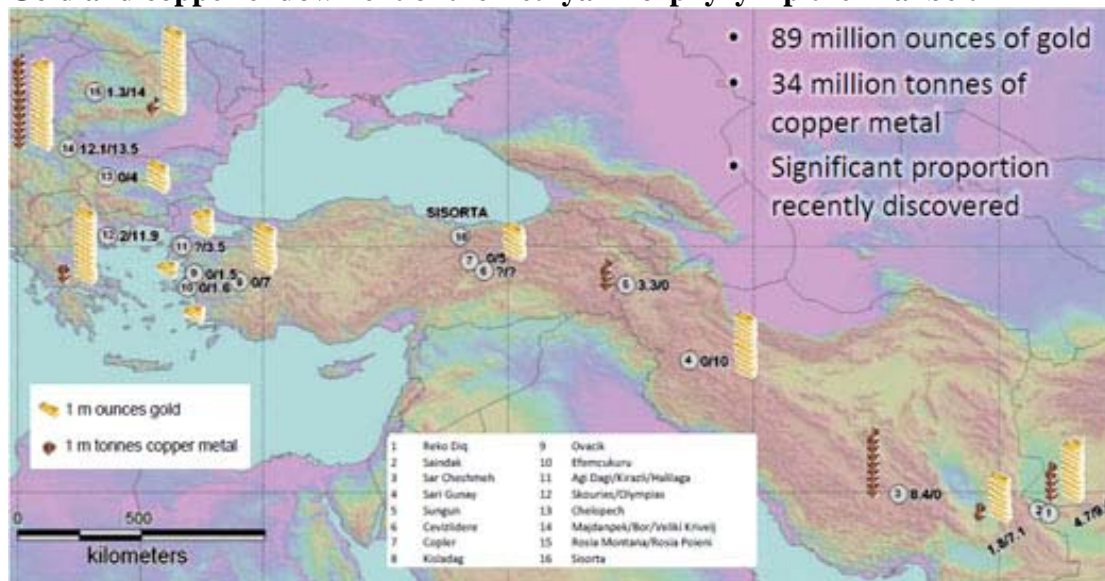 • 89 million ounces of gold
• 34 million tonnes of
copper metal
• Significant proportion
recently discovered
15 1.3/14
14 12.1/13.5
13 0/4
12 2/11.9
11 ?/3.5
9 0/1.5
10 0/1.6
8 0/7
SISORTA
16
7 0/5
6 ?/?
5 3.3/0
4 0/10
3 8.4/0
2
1
1.8/7.1
1 m ounces gold
1 m tonnes copper metal
0 500
kilometers
1 Reko Diq
2 Saindak
3 Sar Cheshmeh
4 Sari Gunay
5 Sungun
6 Cevizlidere
7 Copler
8 Kisladag
9 Ovacik
10 Efemcukuru
11 Agi Dagi/Kirazli/Halilaga
12 Skouries/Olympias
13 Chelopech
14 Majdanpek/Bor/Veliki Krivelj
15 Rosia Montana/Rosia Poieni
16 Sisorta